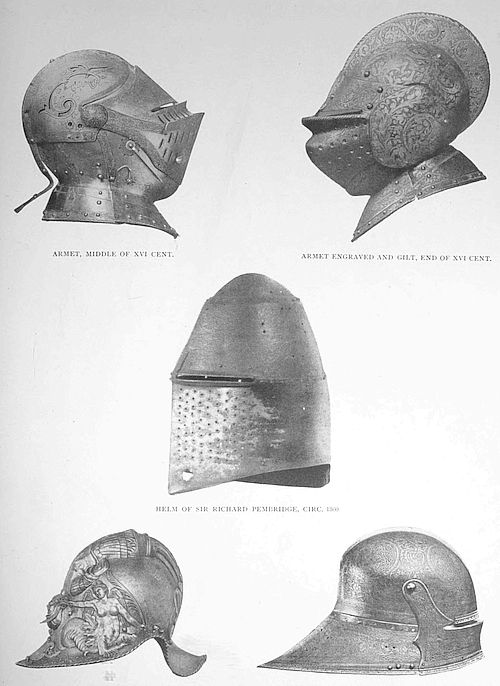 ARMET, MIDDLE OF XVI CENT.
ARMET ENGRAVED AND GILT, END OF XVI CENT.
HELM OF SIR RICHARD PEMBRIDGE, CIRC. 1360